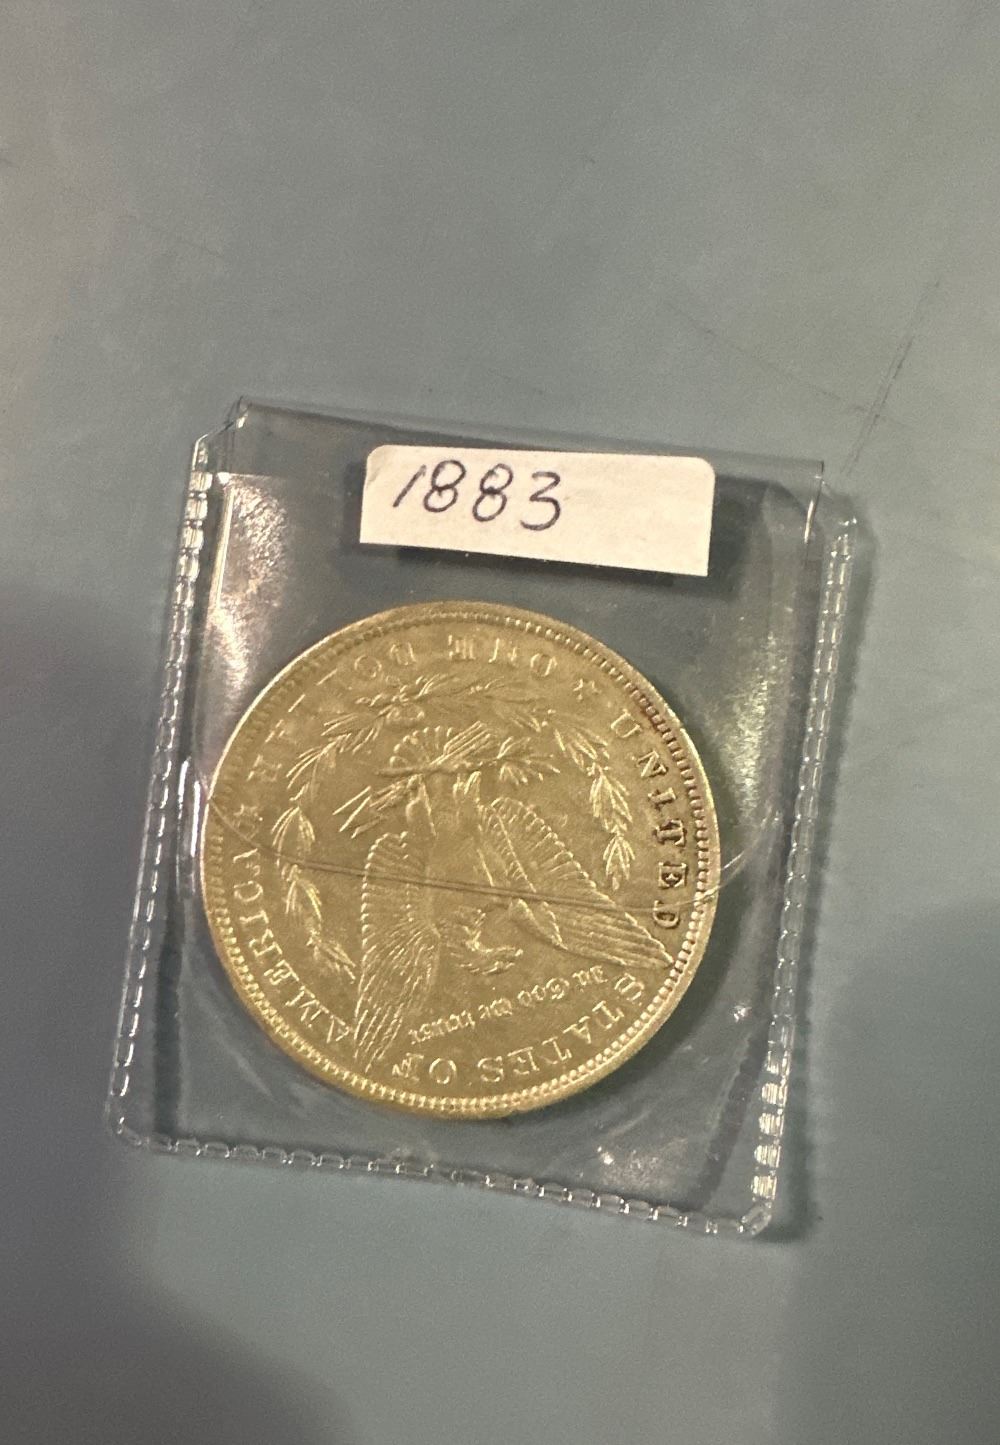 1883
UNITED STATES OF AMERICA
In God we trust
ONE DOLLAR